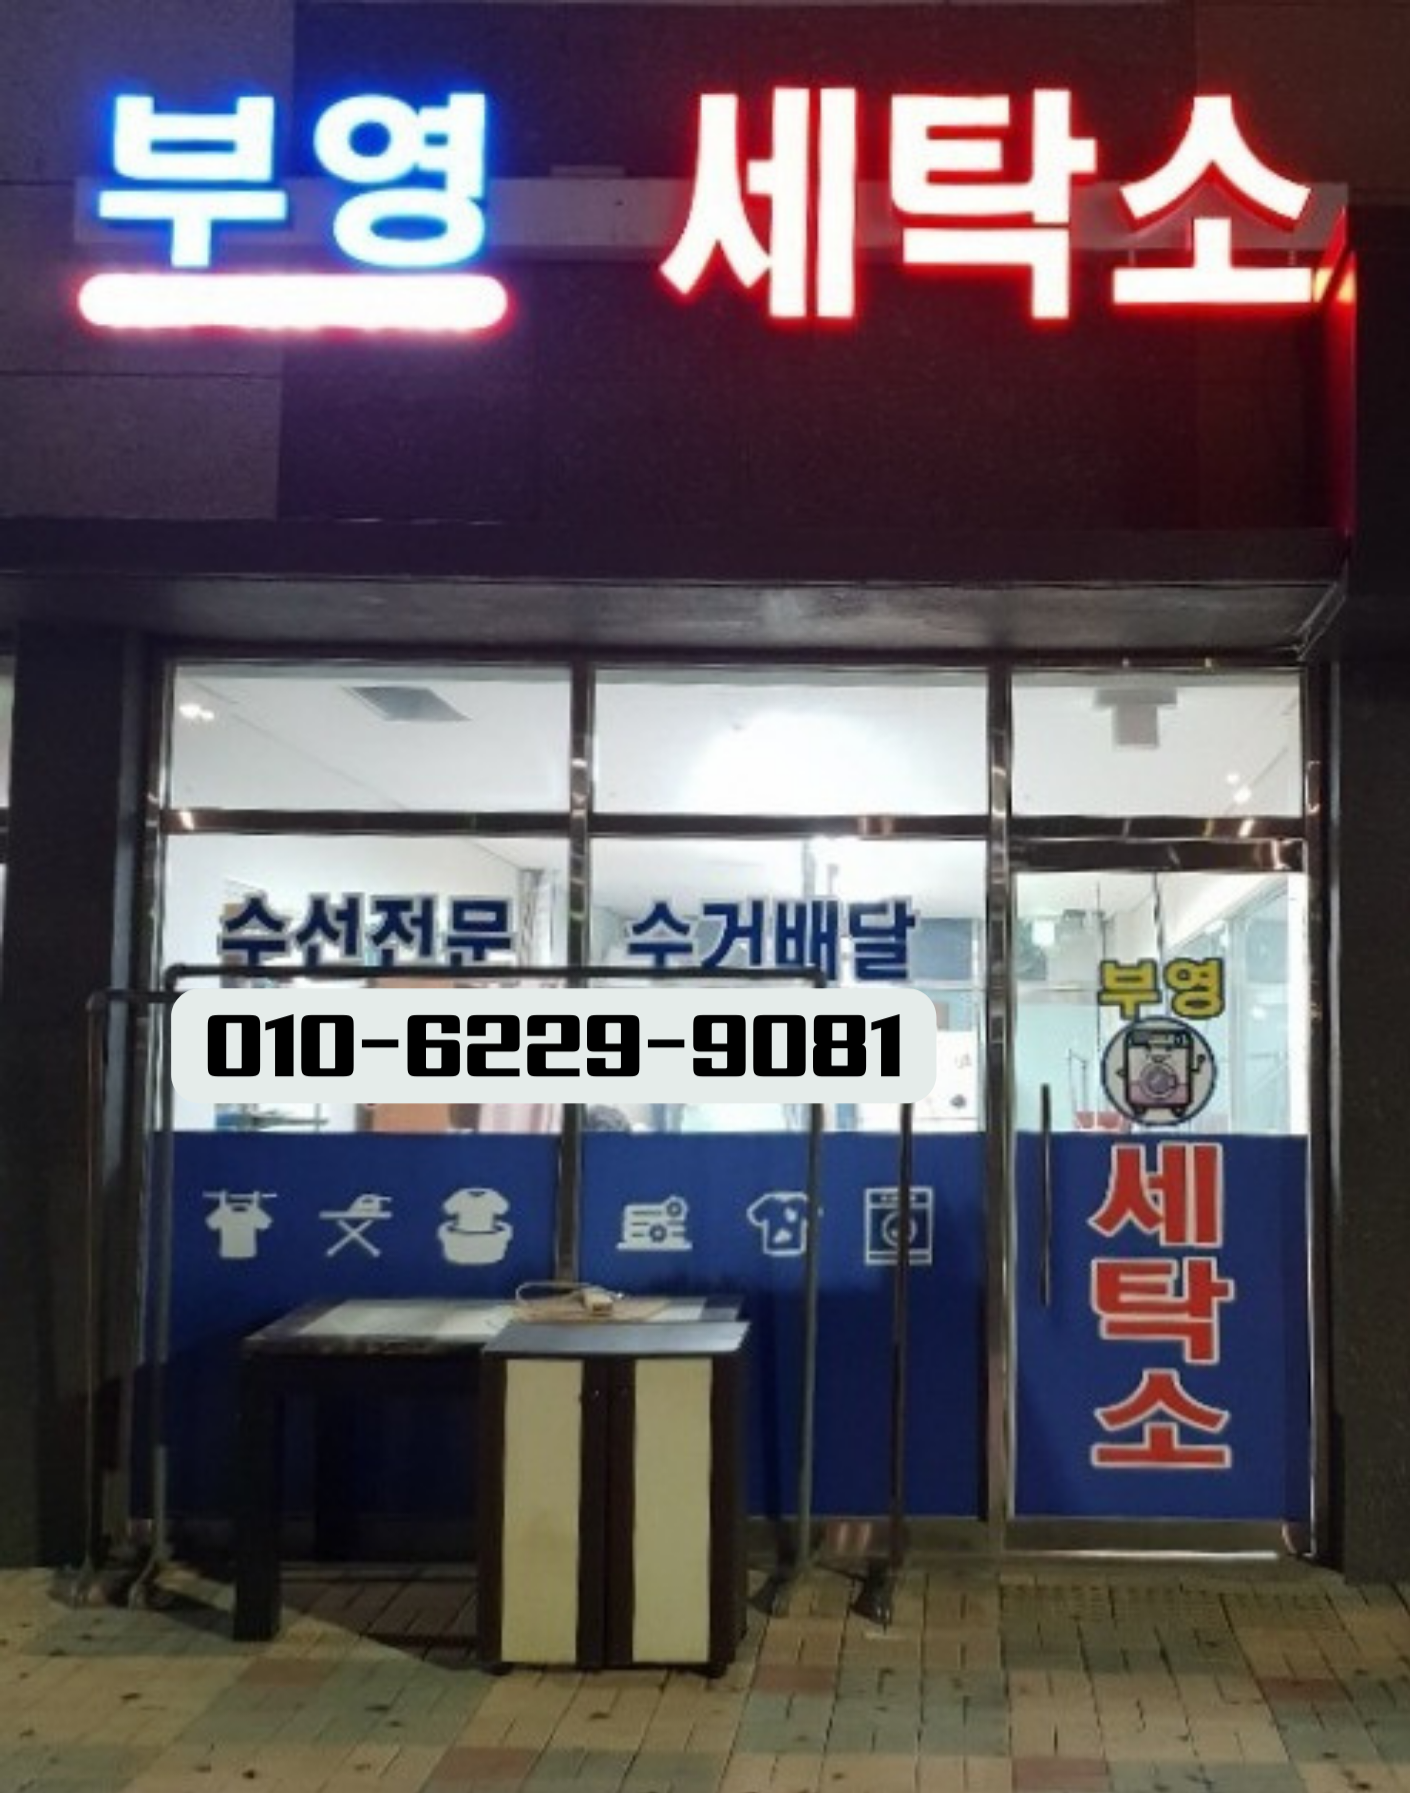 부영 세탁소
수선전문 수거배달
010-6229-9081
부영
세
탁
소